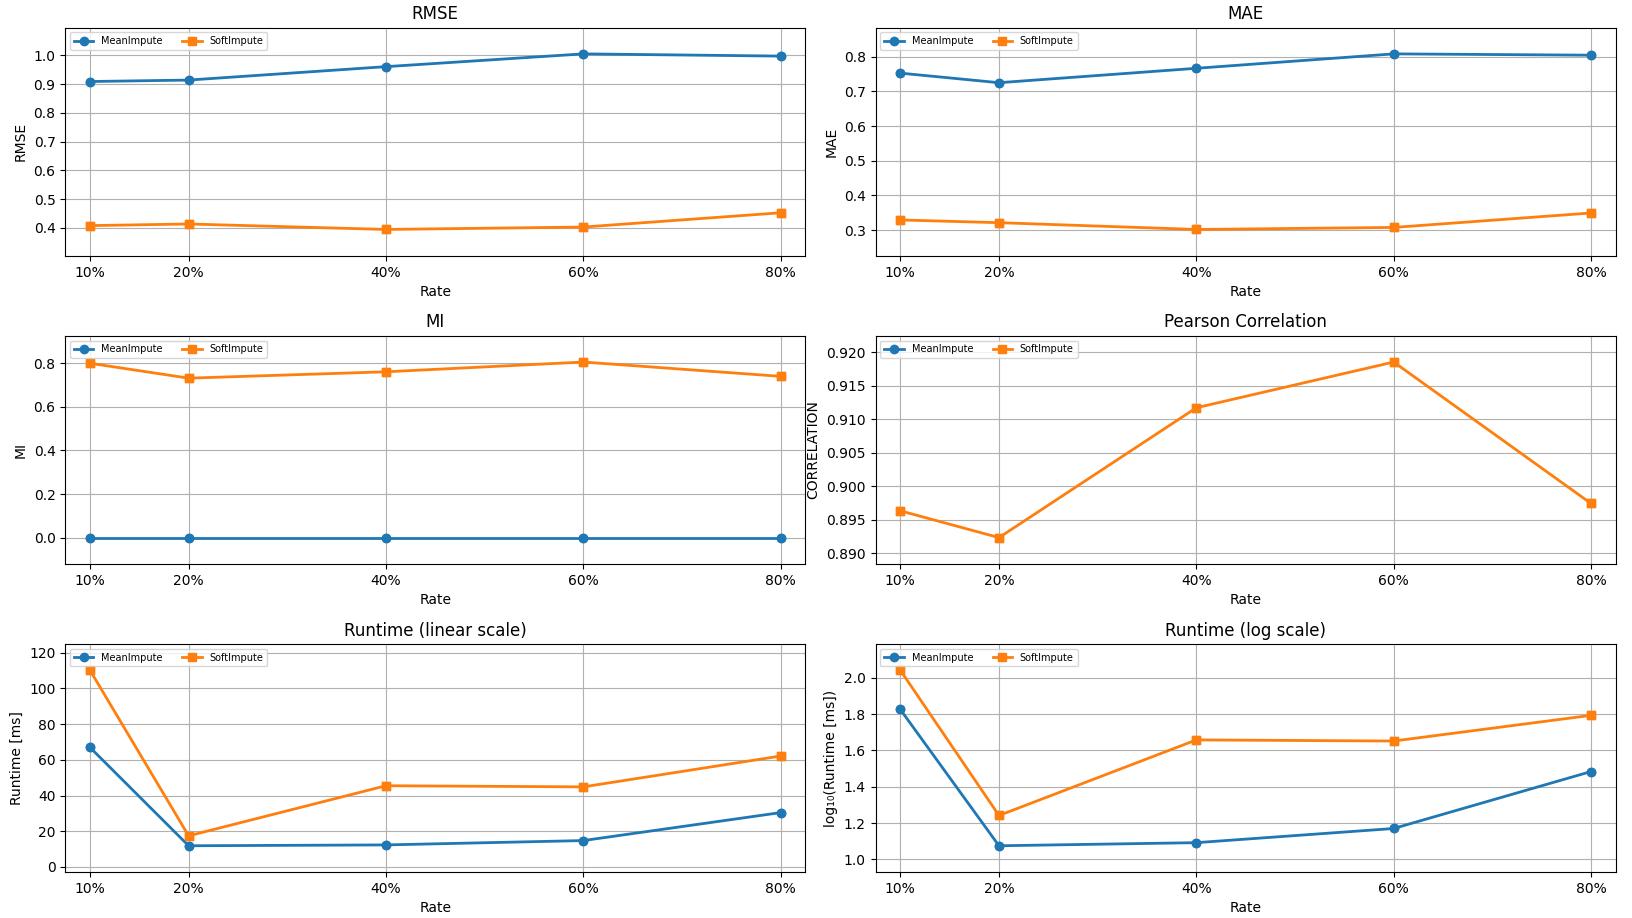 RMSE
MeanImpute SoftImpute
RMSE
1.0
0.9
0.8
0.7
0.6
0.5
0.4
10% 20% 40% 60% 80%
Rate
MAE
MeanImpute SoftImpute
MAE
0.8
0.7
0.6
0.5
0.4
0.3
10% 20% 40% 60% 80%
Rate
MI
MeanImpute SoftImpute
MI
0.8
0.6
0.4
0.2
0.0
10% 20% 40% 60% 80%
Rate
Pearson Correlation
MeanImpute SoftImpute
CORRELATION
0.920
0.915
0.910
0.905
0.900
0.895
0.890
10% 20% 40% 60% 80%
Rate
Runtime (linear scale)
MeanImpute SoftImpute
Runtime [ms]
120
100
80
60
40
20
0
10% 20% 40% 60% 80%
Rate
Runtime (log scale)
MeanImpute SoftImpute
log₁₀(Runtime [ms])
2.0
1.8
1.6
1.4
1.2
1.0
10% 20% 40% 60% 80%
Rate